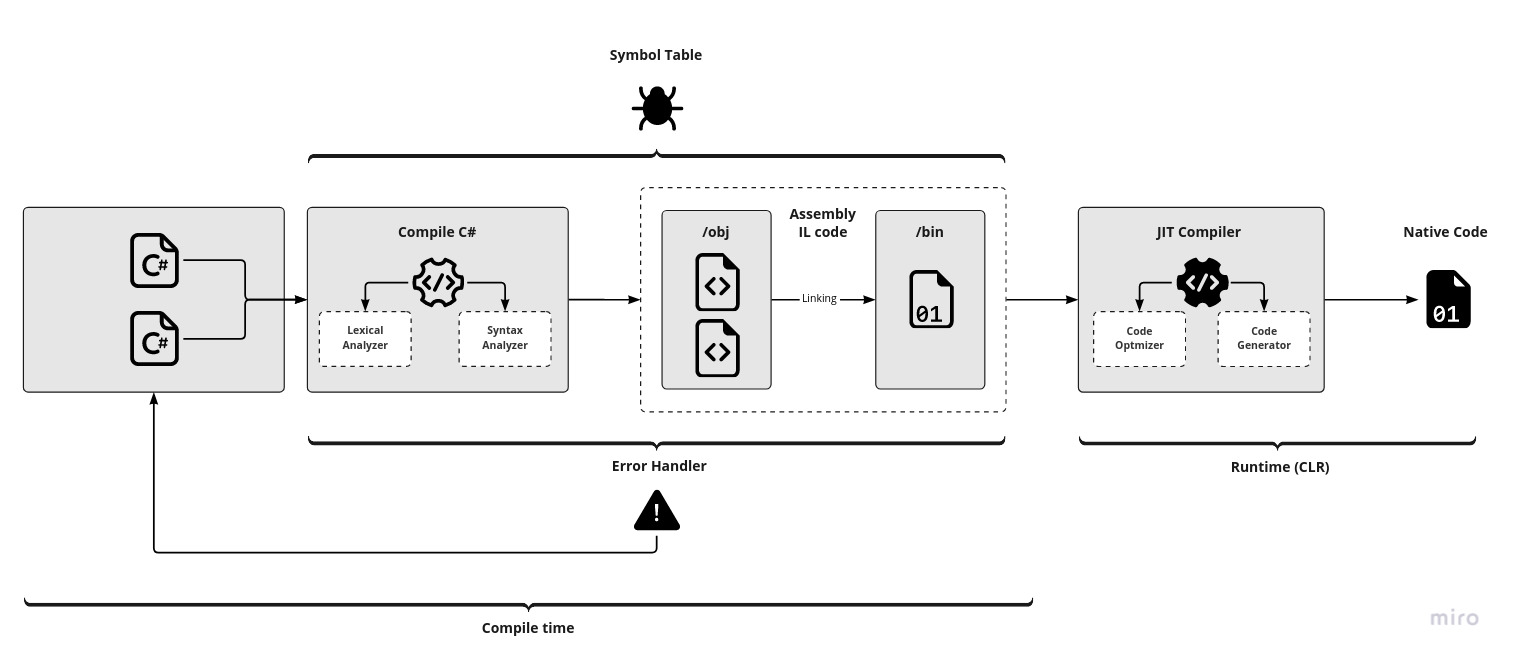 Symbol Table
C#
C#
Compile C#
Lexical
Analyzer
Syntax
Analyzer
/obj
Assembly
IL code
Linking
/bin
01
JIT Compiler
Code
Optmizer
Code
Generator
Native Code
01
Error Handler
Runtime (CLR)
Compile time
miro